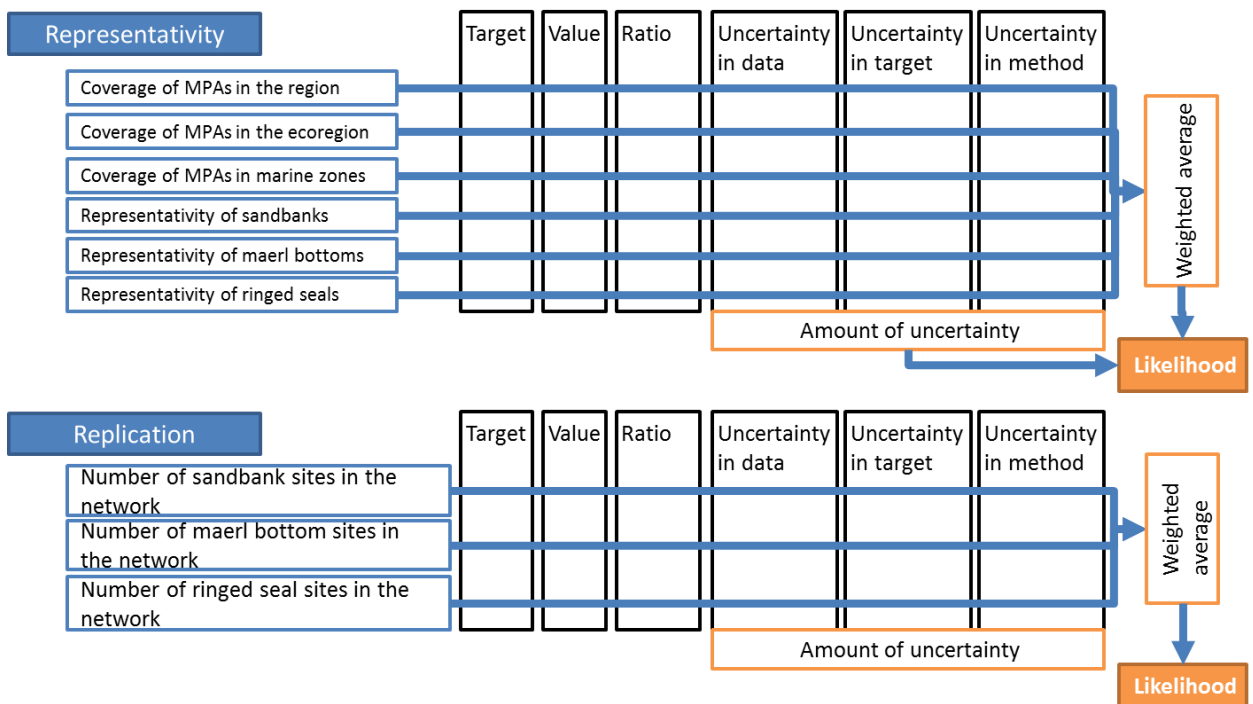 Representativity
Target
Value
Ratio
Uncertainty
in data
Uncertainty
in target
Uncertainty
in method
Coverage of MPAs in the region
Coverage of MPAs in the ecoregion
Coverage of MPAs in marine zones
Representativity of sandbanks
Representativity of maerl bottoms
Representativity of ringed seals
Weighted average
Amount of uncertainty
Likelihood
Replication
Target
Value
Ratio
Uncertainty
in data
Uncertainty
in target
Uncertainty
in method
Number of sandbank sites in the
network
Number of maerl bottom sites in
the network
Number of ringed seal sites in the
network
Weighted
average
Amount of uncertainty
Likelihood